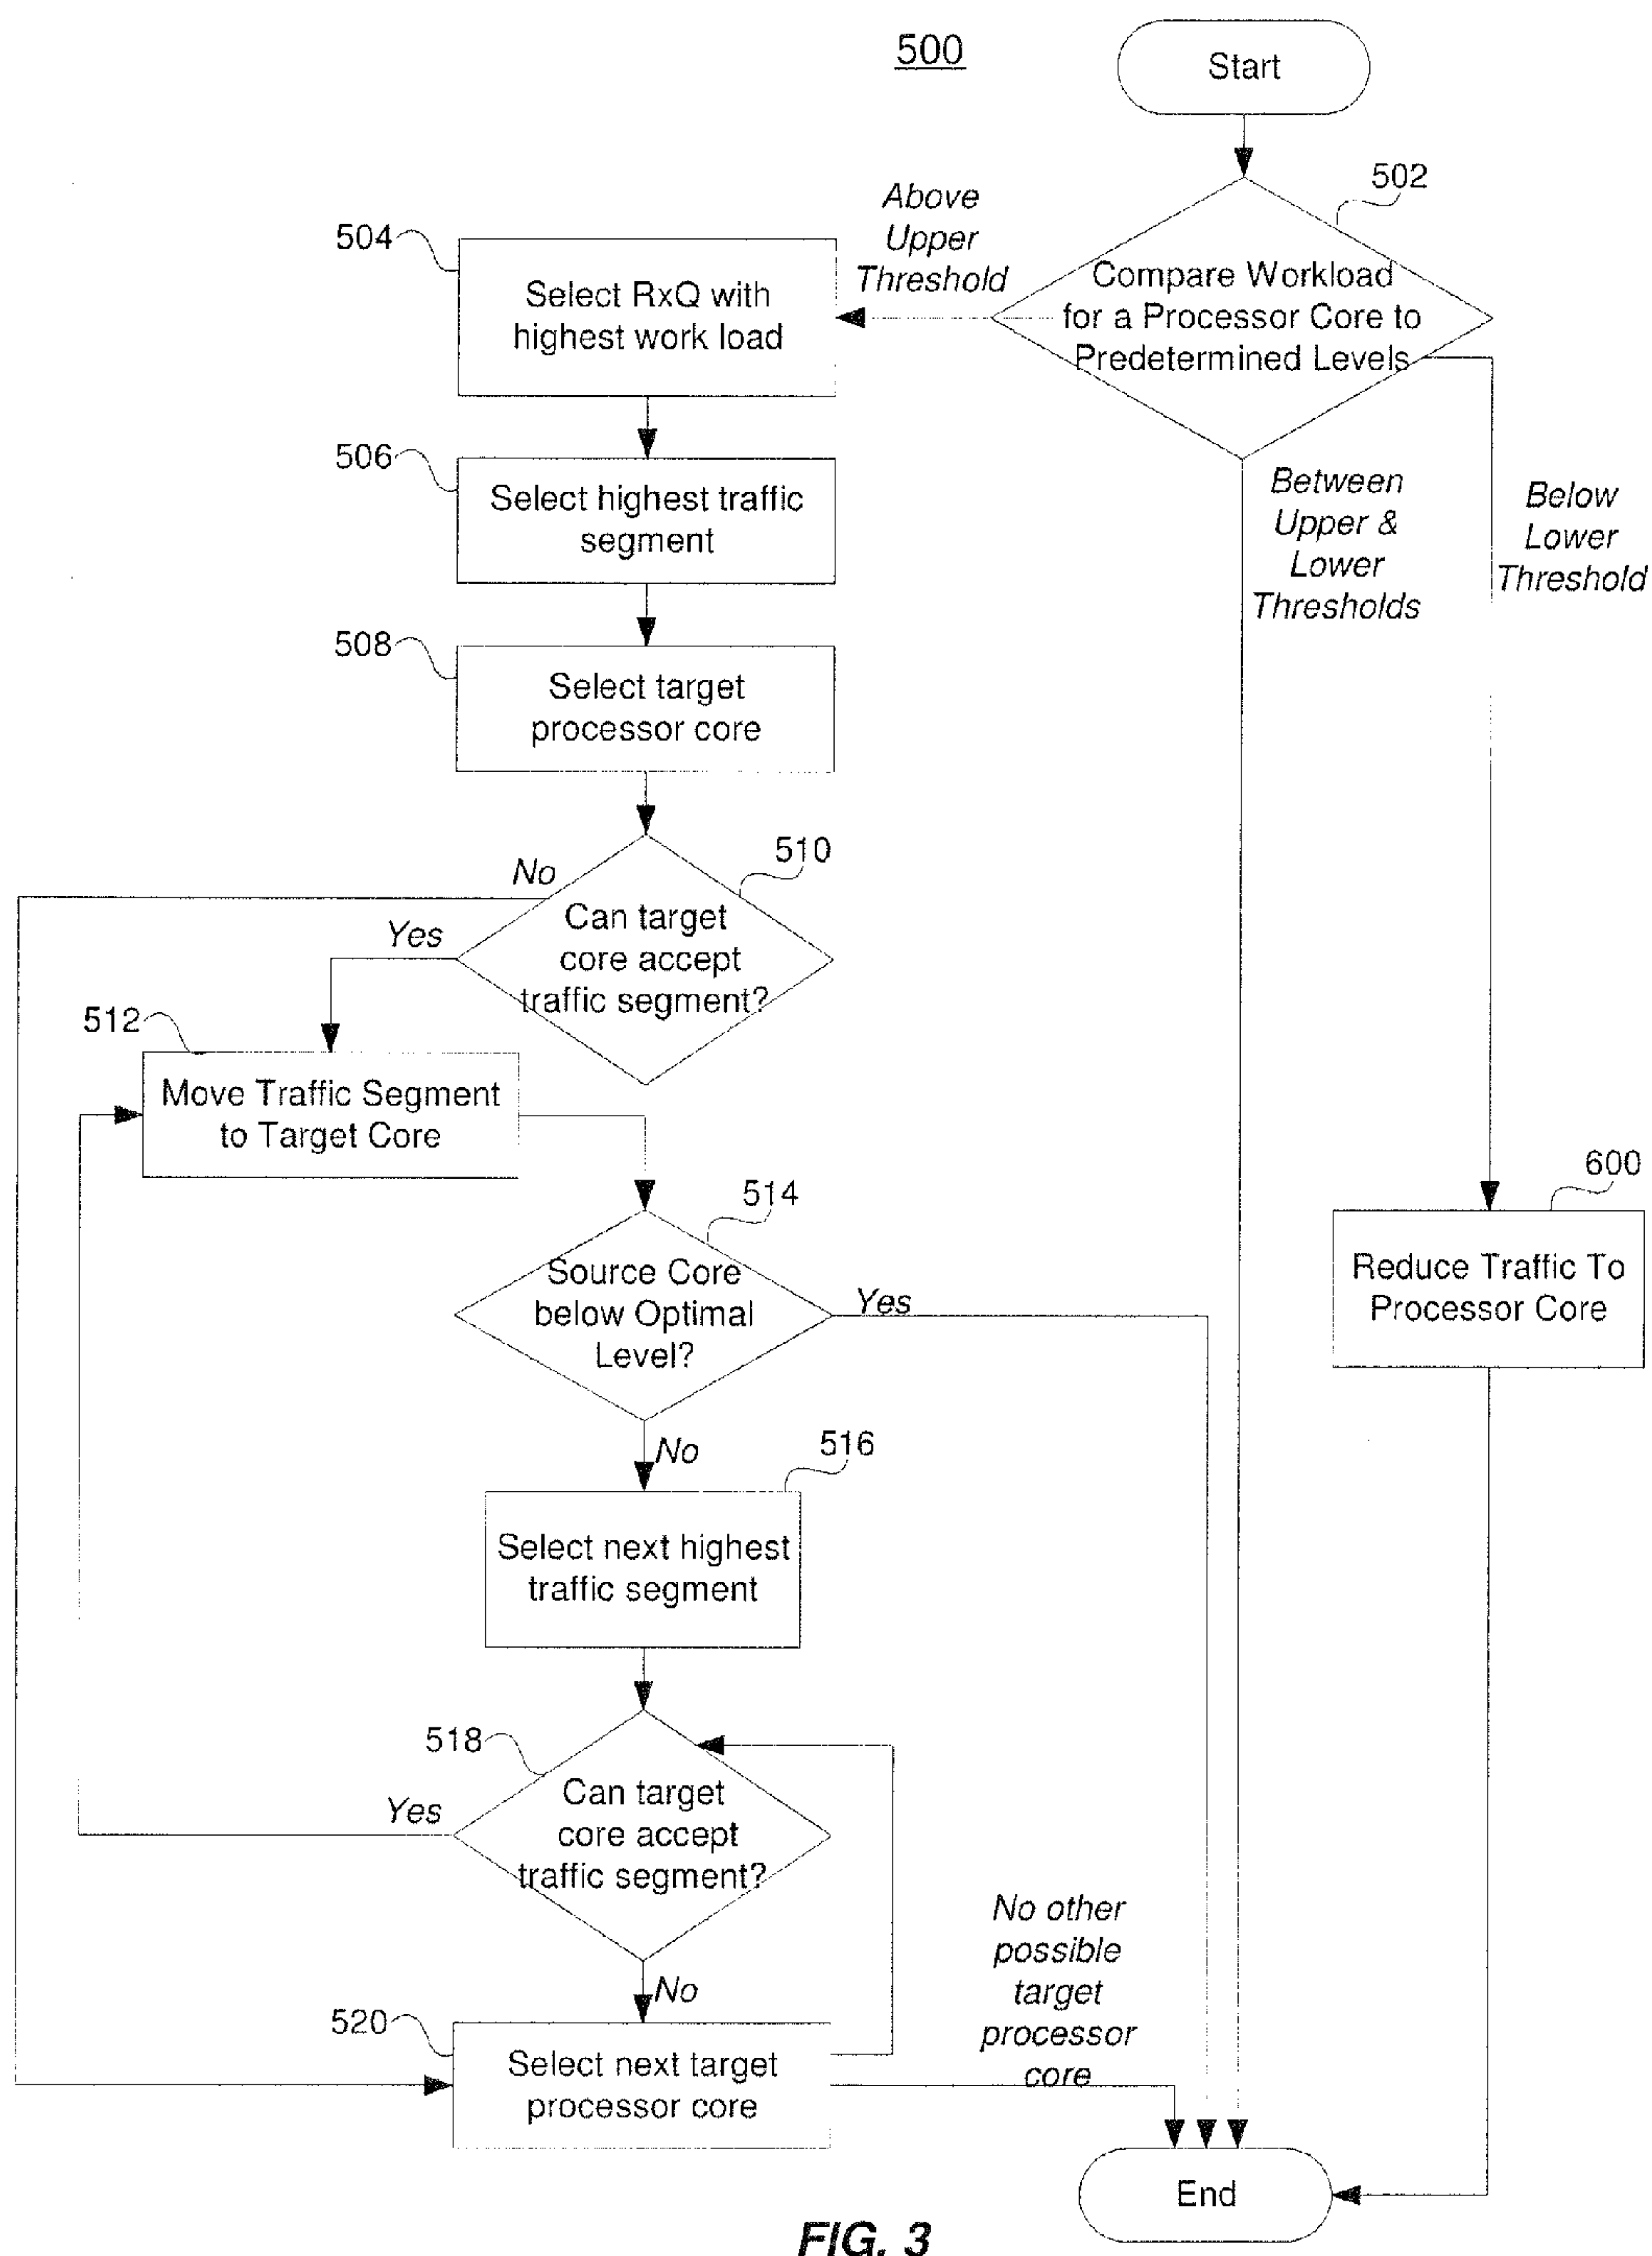 500
Start
502
Above
Upper
Threshold
Compare Workload
for a Processor Core to
Predetermined Levels
504
Select RxQ with
highest work load
Between
Upper &
Lower
Thresholds
Below
Lower
Threshold
506
Select highest traffic
segment
508
Select target
processor core
510
No
Yes
Can target
core accept
traffic segment?
512
Move Traffic Segment
to Target Core
514
Source Core
below Optimal
Level?
Yes
No
600
Reduce Traffic To
Processor Core
516
Select next highest
traffic segment
518
Yes
Can target
core accept
traffic segment?
No
520
Select next target
processor core
No other
possible
target
processor
core
End
FIG. 3